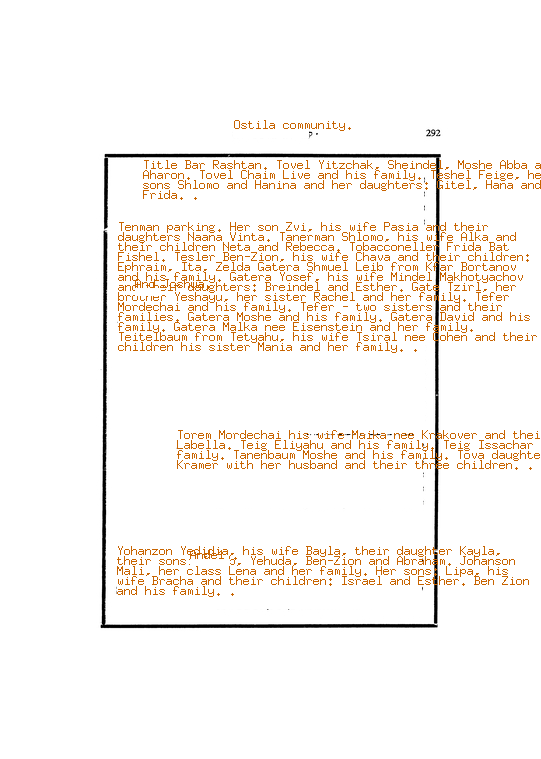 Ostila community.
292
Title Bar Rashtan. Tovel Yitzchak, Sheindel, Moshe Abba a
Aharon. Tovel Chaim Live and his family. Teshel Feige, he
sons Shlomo and Hanina and her daughters: Gitel, Hana and
Frida. .
Tenman parking. Her son Zvi, his wife Pasia and their
daughters Naana Vinta. Tanerman Shlomo, his wife Alka and
their children Neta and Rebecca. Tobacconeller Frida Bat
Fishel. Tesler Ben-Zion, his wife Chava and their children:
Ephraim, Ita, Zelda Gatera Shmuel Leib from Kfar Bortanov
and his family. Gatera Yosef, his wife Mindel Makhotyachov
and daughters: Breindel and Esther. Gate Tzirl, her
And Joshua
brother Yeshayu, her sister Rachel and her family. Tefer
Mordechai and his family. Tefer - two sisters and their
families. Gatera Moshe and his family. Gatera David and his
family. Gatera Malka nee Eisenstein and her family.
Teitelbaum from Tetyahu, his wife Tsiral nee Cohen and their
children his sister Mania and her family. .
Torem Mordechai his wife Malka nee Krakover and thei
Labella. Teig Eliyahu and his family. Teig Issachar
family. Tanenbaum Moshe and his family. Tova daughte
Kramer with her husband and their three children. .
Yohanzon Yedidja, his wife Bayla, their daughter Kayla,
their sons: Yehuda, Ben-Zion and Abraham. Johanson
Andel
Mali, her class Lena and her family. Her sons: Lipa, his
wife Bracha and their children: Israel and Esther. Ben Zion
and his family. .